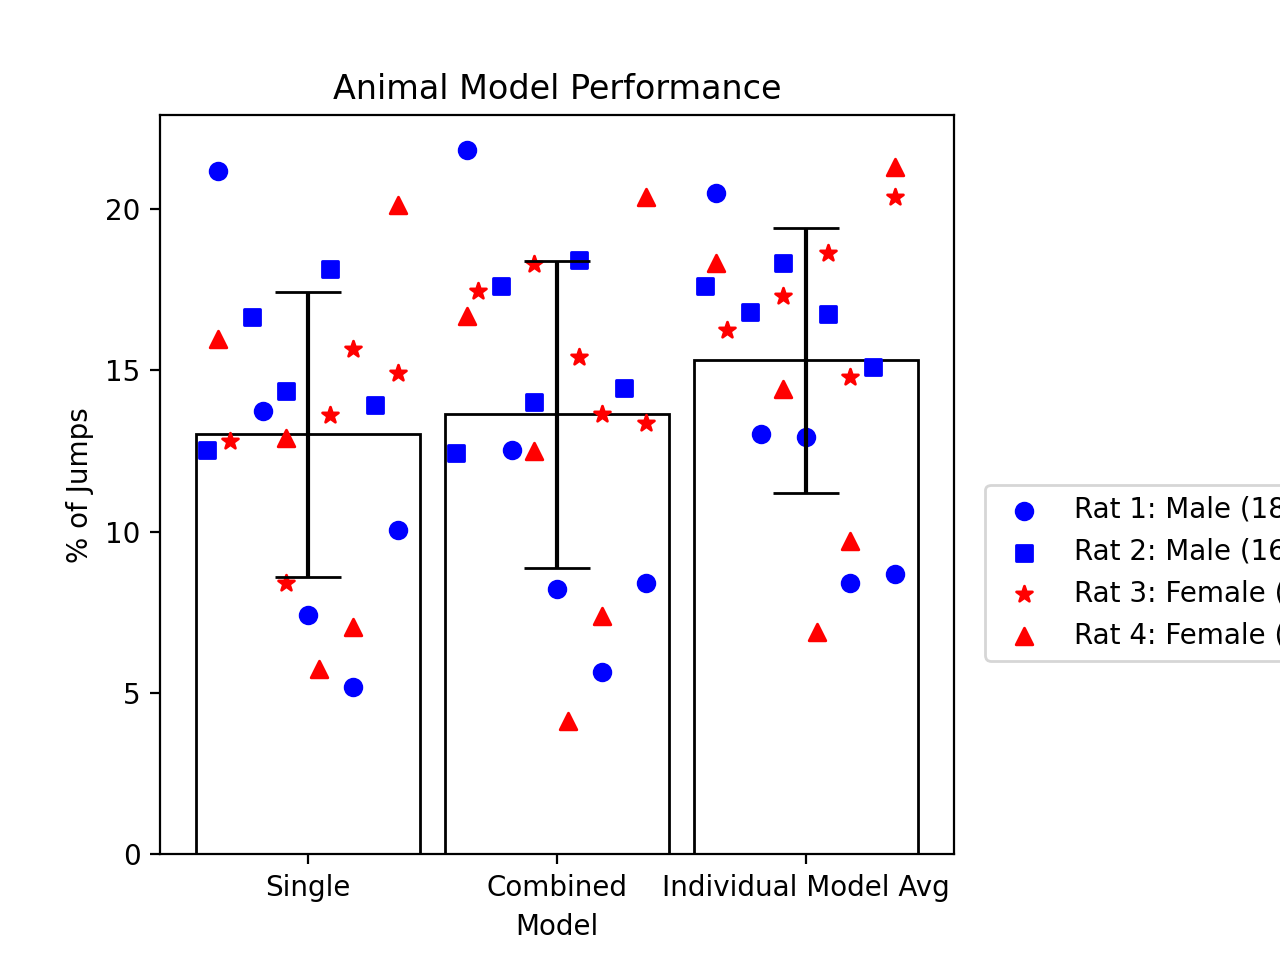 Animal Model Performance
% of Jumps
20
15
10
5
0
Single
Combined
Individual Model Avg
Model
Rat 1: Male (18
Rat 2: Male (16
Rat 3: Female (
Rat 4: Female (